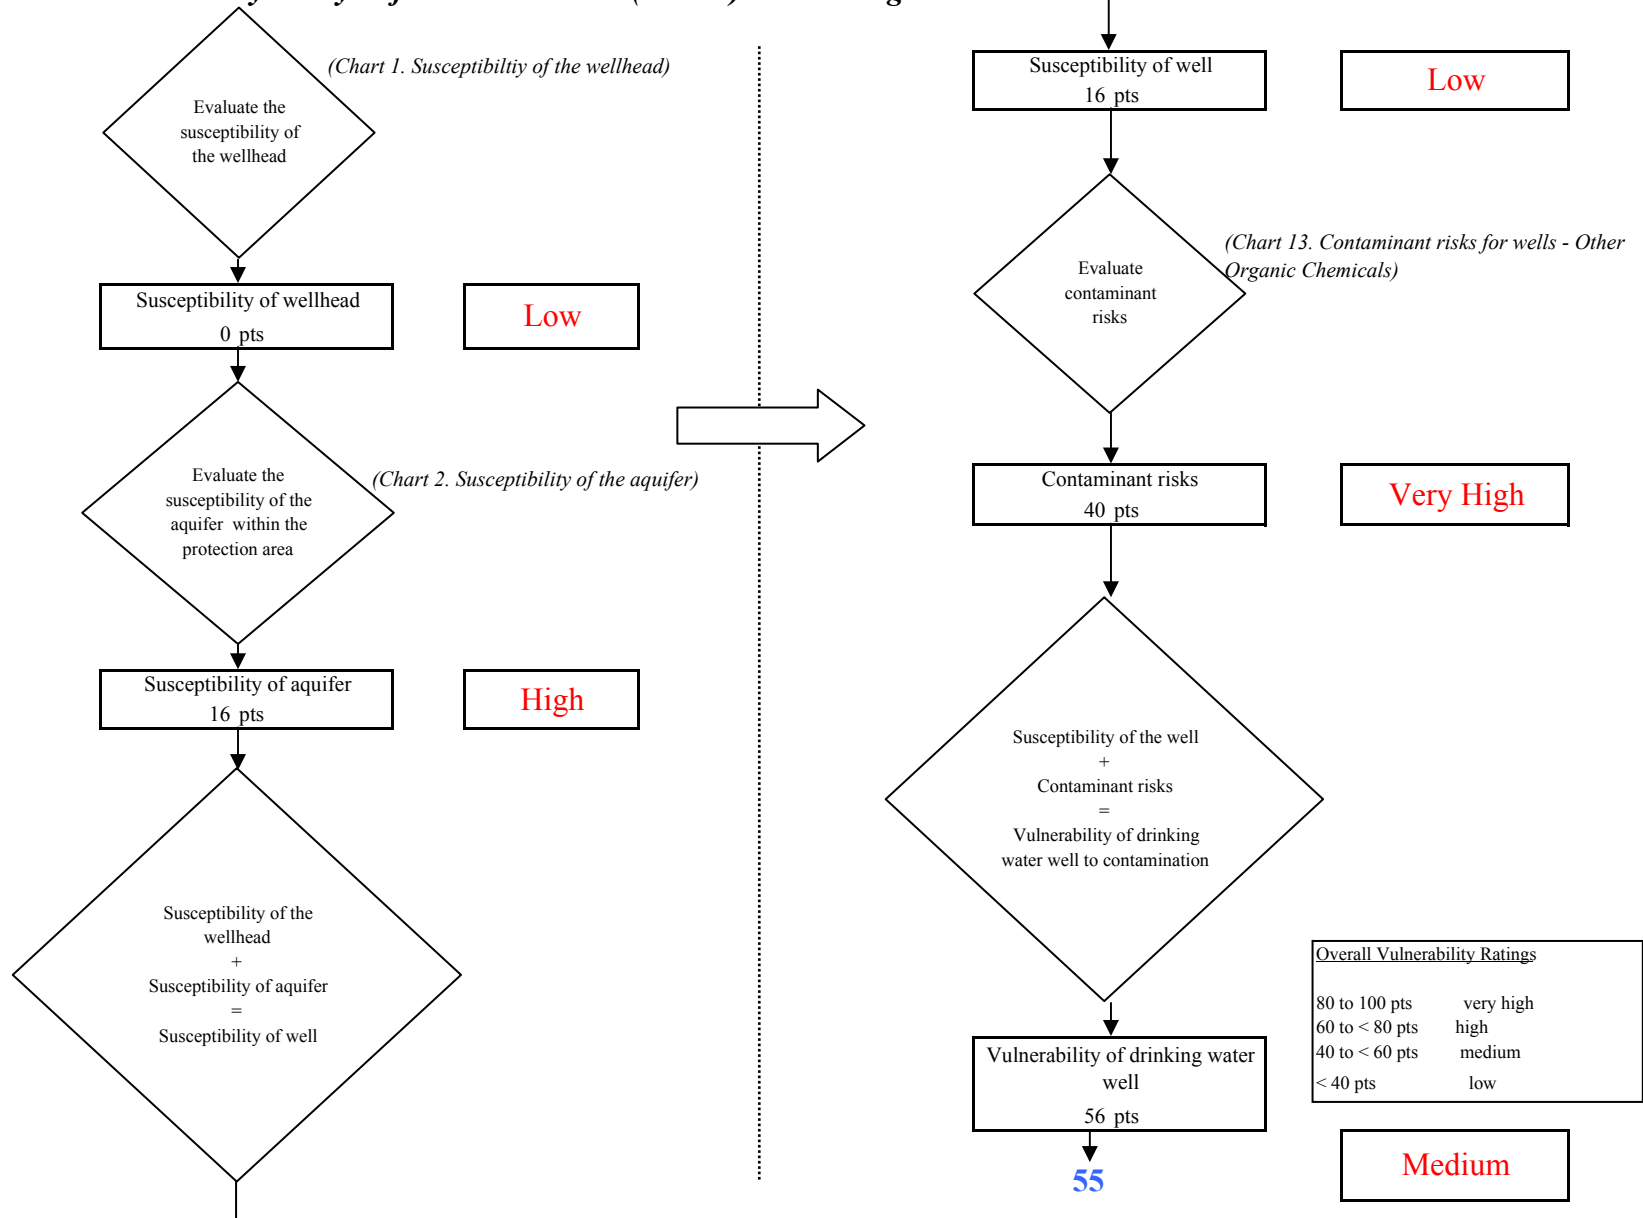 (Chart 1. Susceptibiltiy of the wellhead)
Evaluate the
susceptibility of
the wellhead
Susceptibility of wellhead
0 pts
Low
Evaluate the
susceptibility of the
aquifer within the
protection area
(Chart 2. Susceptibility of the aquifer)
Susceptibility of aquifer
16 pts
High
Susceptibility of the
wellhead
+
Susceptibility of aquifer
=
Susceptibility of well
Susceptibility of well
16 pts
Low
Evaluate
contaminant
risks
(Chart 13. Contaminant risks for wells - Other
Organic Chemicals)
Contaminant risks
40 pts
Very High
Susceptibility of the well
+
Contaminant risks
=
Vulnerability of drinking
water well to contamination
Overall Vulnerability Ratings
80 to 100 pts very high
60 to < 80 pts high
40 to < 60 pts medium
< 40 pts low
Vulnerability of drinking water
well
56 pts
55
Medium